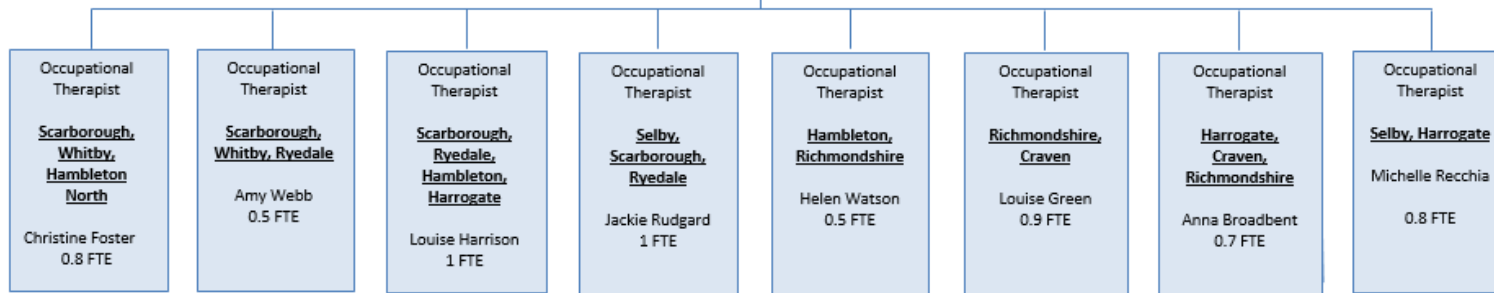 Occupational
Therapist
Scarborough,
Whitby,
Hambleton
North
Christine Foster
0.8 FTE
Occupational
Therapist
Scarborough,
Whitby, Ryedale
Amy Webb
0.5 FTE
Occupational
Therapist
Scarborough,
Ryedale,
Hambleton,
Harrogate
Louise Harrison
1 FTE
Occupational
Therapist
Selby,
Scarborough,
Ryedale
Jackie Rudgard
1 FTE
Occupational
Therapist
Hambleton,
Richmondshire
Helen Watson
0.5 FTE
Occupational
Therapist
Richmondshire,
Craven
Louise Green
0.9 FTE
Occupational
Therapist
Harrogate,
Craven,
Richmondshire
Anna Broadbent
0.7 FTE
Occupational
Therapist
Selby, Harrogate
Michelle Recchia
0.8 FTE